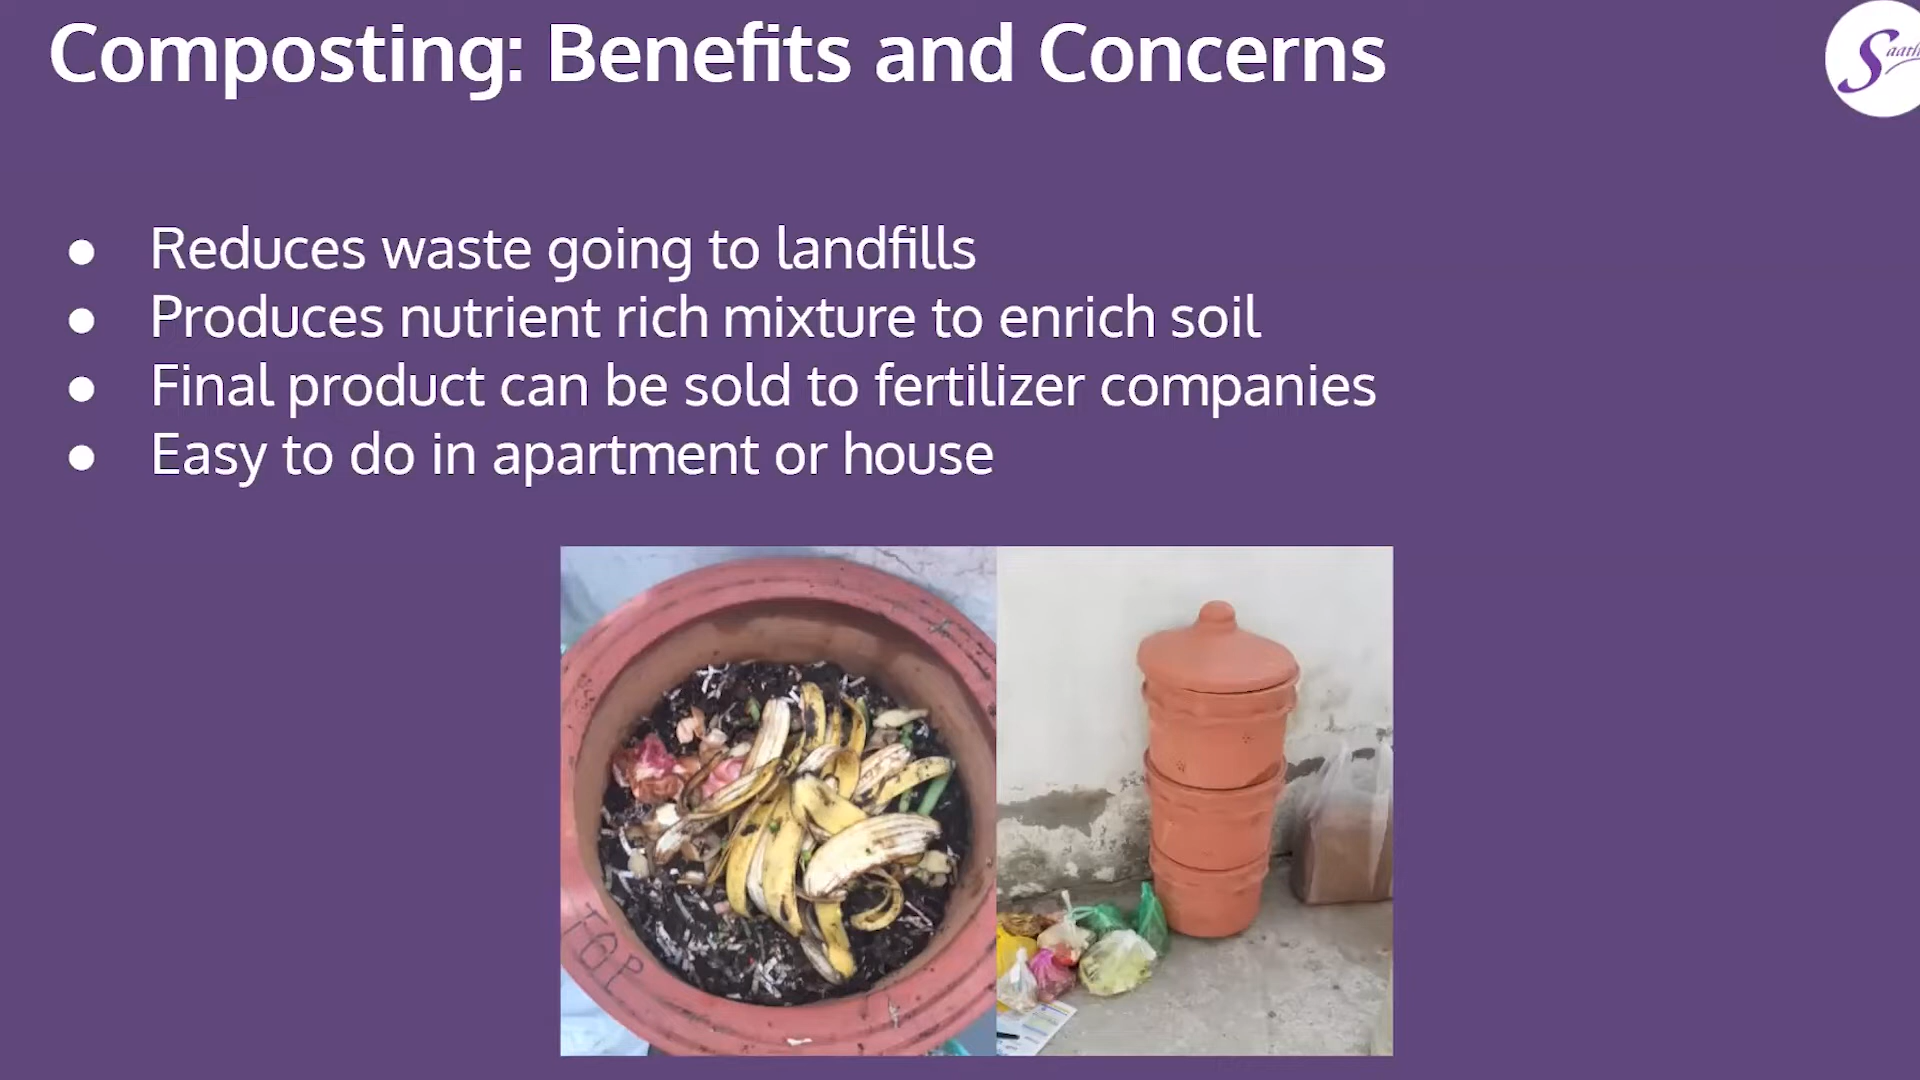 Composting: Benefits and Concerns
● Reduces waste going to landfills
● Produces nutrient rich mixture to enrich soil
● Final product can be sold to fertilizer companies
● Easy to do in apartment or house
TOP